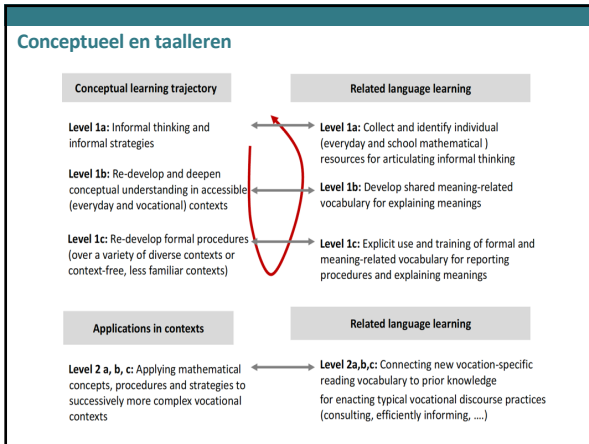 Conceptueel en taalleren
Conceptual learning trajectory
Related language learning
Level 1a: Informal thinking and
informal strategies
Level 1a: Collect and identify individual
(everyday and school mathematical )
resources for articulating informal thinking
Level 1b: Re-develop and deepen
conceptual understanding in accessible
(everyday and vocational) contexts
Level 1b: Develop shared meaning-related
vocabulary for explaining meanings
Level 1c: Re-develop formal procedures
(over a variety of diverse contexts or
context-free, less familiar contexts)
Level 1c: Explicit use and training of formal and
meaning-related vocabulary for reporting
procedures and explaining meanings
Applications in contexts
Related language learning
Level 2 a, b, c: Applying mathematical
concepts, procedures and strategies to
successively more complex vocational
contexts
Level 2a,b,c: Connecting new vocation-specific
reading vocabulary to prior knowledge
for enacting typical vocational discourse practices
(consulting, efficiently informing, ....)